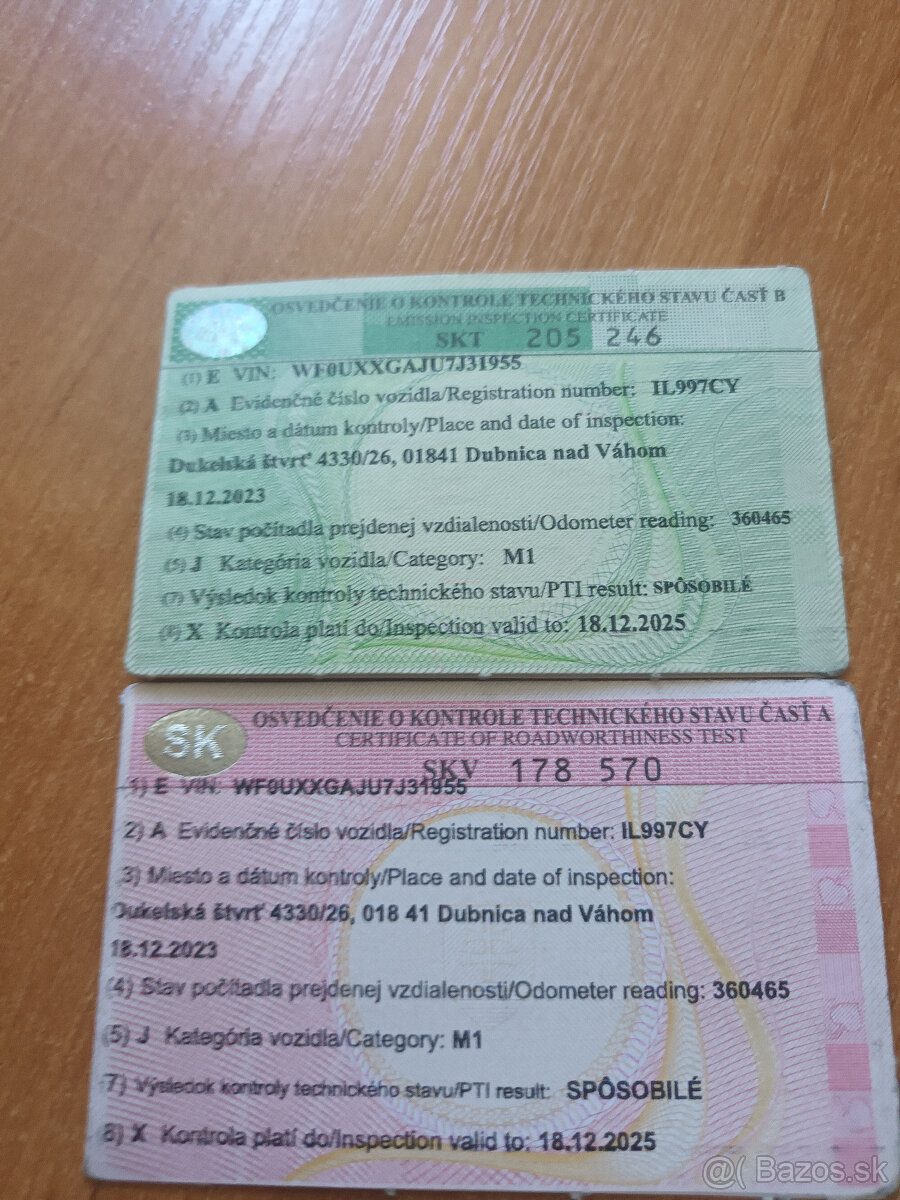 OSVEDČENIE O KONTROLE TECHNICKÉHO STAVU ČASŤ B
EMISSION INSPECTION CERTIFICATE
SKT 205 246
(1) E VIN: WF0UXXGAJU7J31955
(2) A Evidenčné číslo vozidla/Registration number: IL997CY
(3) Miesto a dátum kontroly/Place and date of inspection:
Dukelská štvrť 4330/26, 01841 Dubnica nad Váhom
18.12.2023
(4) Stav počítadla prejdenej vzdialenosti/Odometer reading: 360465
(5) J Kategória vozidla/Category: M1
(7) Výsledok kontroly technického stavu/PTI result: SPÔSOBILÉ
(8) X Kontrola platí do/Inspection valid to: 18.12.2025
SK
OSVEDČENIE O KONTROLE TECHNICKÉHO STAVU ČASŤ A
CERTIFICATE OF ROADWORTHINESS TEST
SKV 178 570
1) E VIN: WF0UXXGAJU7J31955
2) A Evidenčné číslo vozidla/Registration number: IL997CY
3) Miesto a dátum kontroly/Place and date of inspection:
Dukelská štvrť 4330/26, 018 41 Dubnica nad Váhom
18.12.2023
(4) Stav počítadla prejdenej vzdialenosti/Odometer reading: 360465
(5) J Kategória vozidla/Category: M1
7) Výsledok kontroly technického stavu/PTI result: SPÔSOBILÉ
8) X Kontrola platí do/Inspection valid to: 18.12.2025
@( Bazos.sk